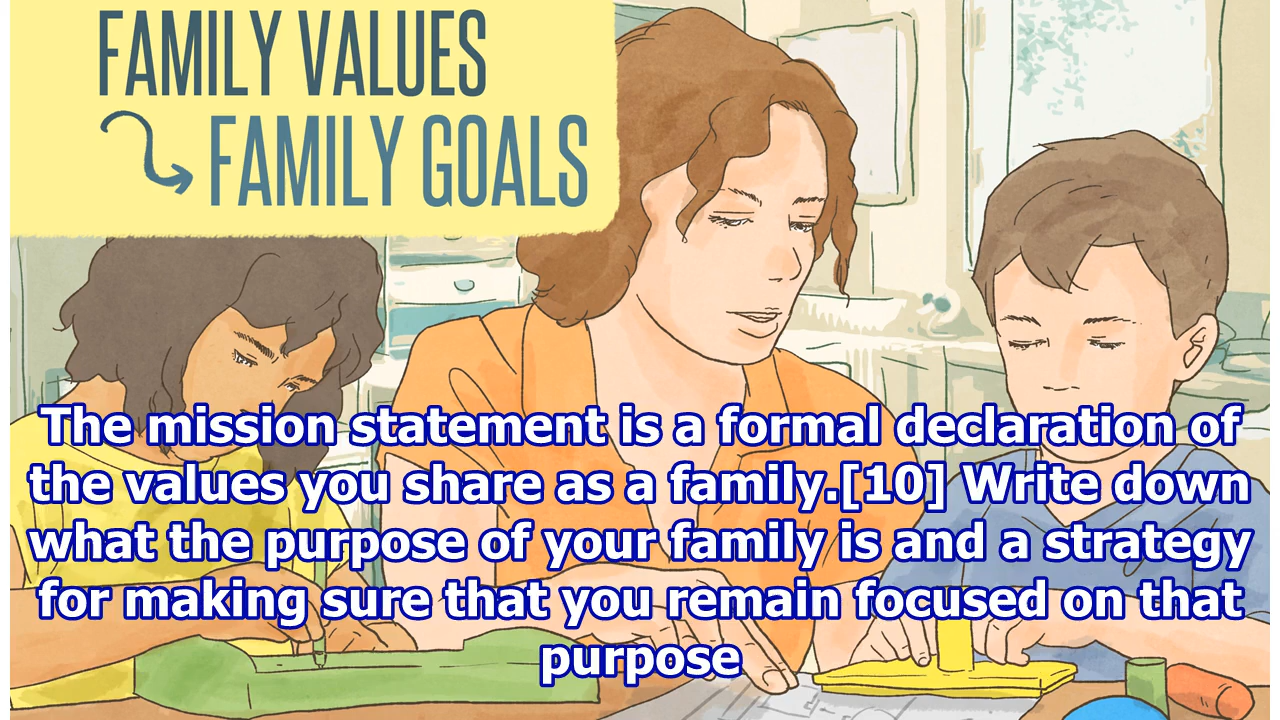 FAMILY VALUES
FAMILY GOALS
The mission statement is a formal declaration of
the values you share as a family.[10] Write down
what the purpose of your family is and a strategy
for making sure that you remain focused on that
purpose